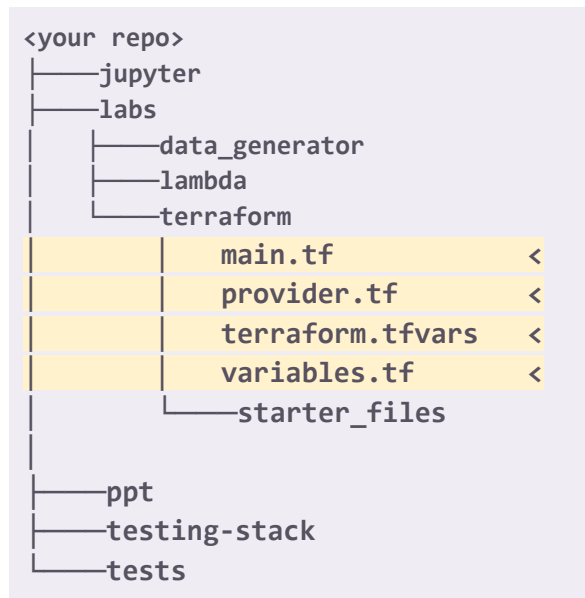 <your repo>
├────jupyter
├────labs
│   ├────data_generator
│   ├────lambda
│   └────terraform
│       │   main.tf            <
│       │   provider.tf        <
│       │   terraform.tfvars   <
│       │   variables.tf       <
│       └────starter_files
│
├────ppt
├────testing-stack
└────tests